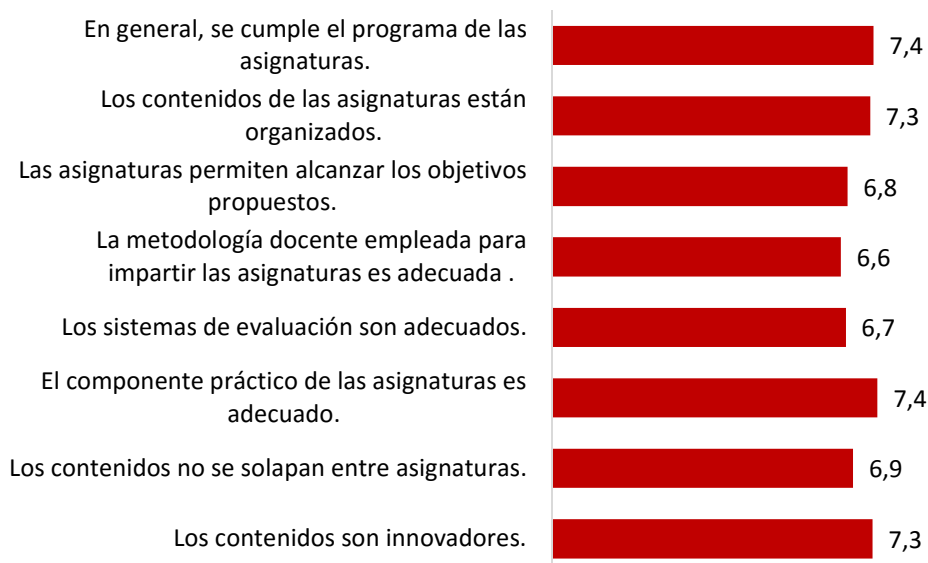 En general, se cumple el programa de las
asignaturas.
7,4
Los contenidos de las asignaturas están
organizados.
7,3
Las asignaturas permiten alcanzar los objetivos
propuestos.
6,8
La metodología docente empleada para
impartir las asignaturas es adecuada .
6,6
Los sistemas de evaluación son adecuados.
6,7
El componente práctico de las asignaturas es
adecuado.
7,4
Los contenidos no se solapan entre asignaturas.
6,9
Los contenidos son innovadores.
7,3